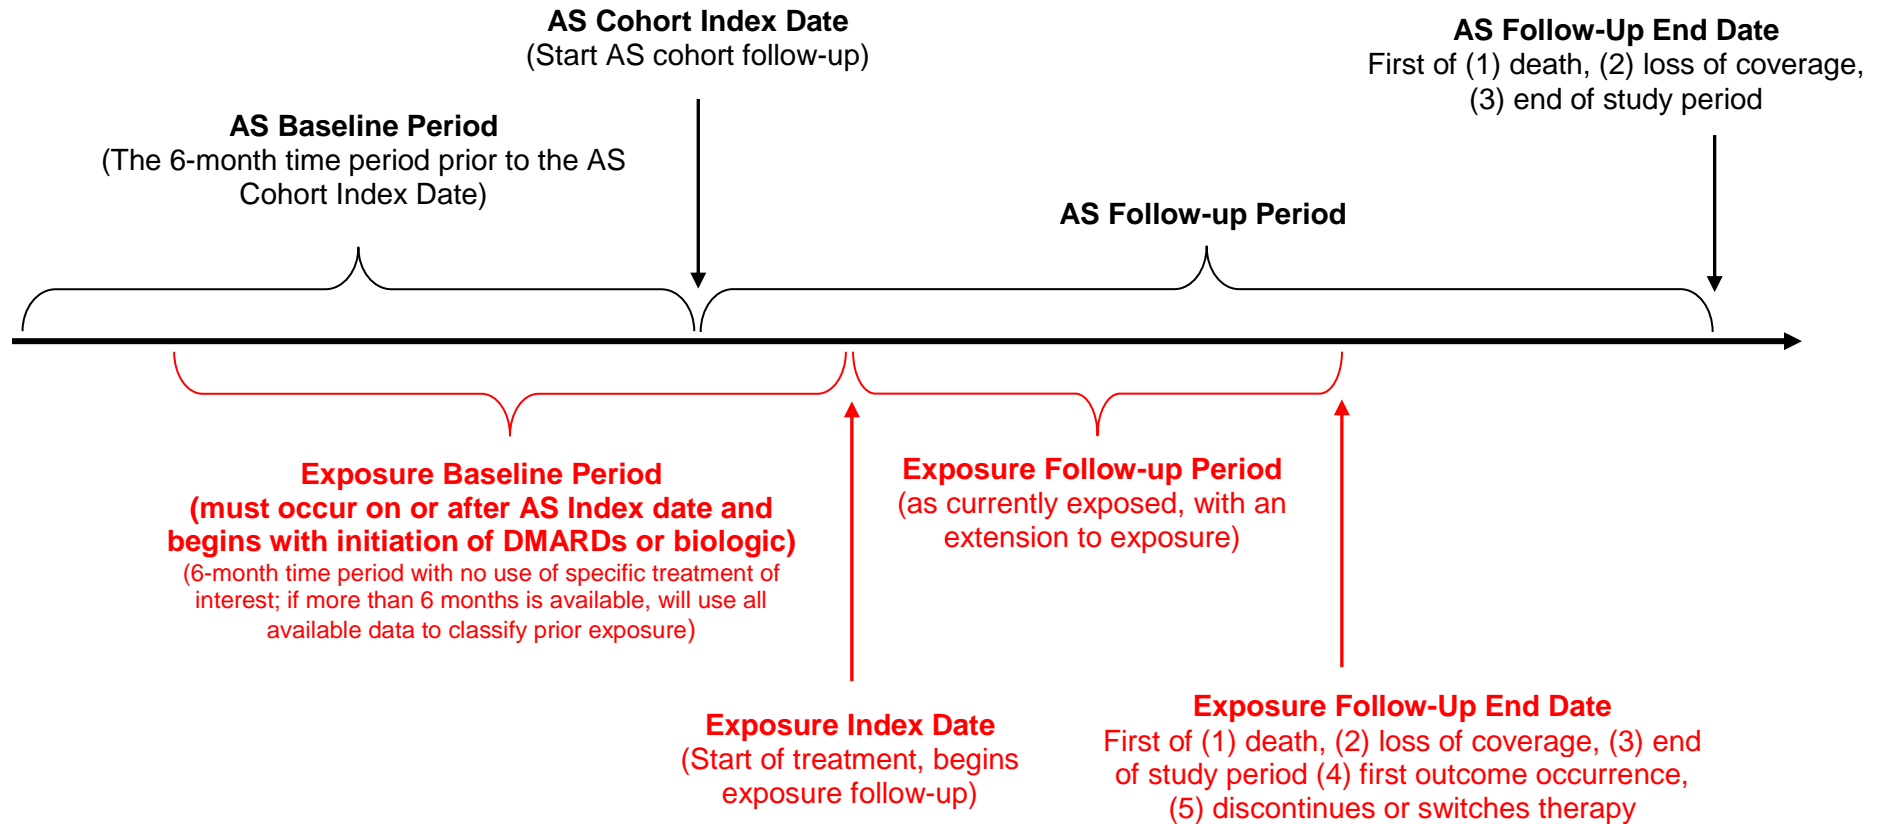 AS Cohort Index Date
(Start AS cohort follow-up)
AS Follow-Up End Date
First of (1) death, (2) loss of coverage,
(3) end of study period
AS Baseline Period
(The 6-month time period prior to the AS
Cohort Index Date)
AS Follow-up Period
Exposure Baseline Period
(must occur on or after AS Index date and
begins with initiation of DMARDs or biologic)
(6-month time period with no use of specific treatment of
interest; if more than 6 months is available, will use all
available data to classify prior exposure)
Exposure Follow-up Period
(as currently exposed, with an
extension to exposure)
Exposure Index Date
(Start of treatment, begins
exposure follow-up)
Exposure Follow-Up End Date
First of (1) death, (2) loss of coverage, (3) end
of study period (4) first outcome occurrence,
(5) discontinues or switches therapy